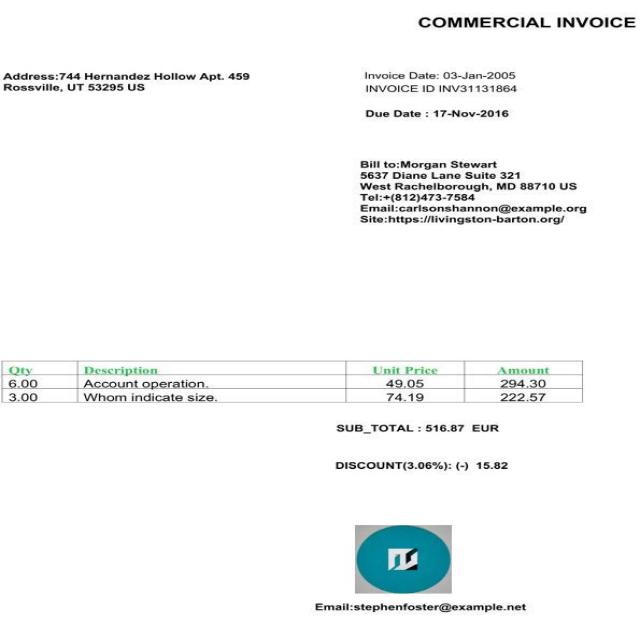 COMMERCIAL INVOICE
Address:744 Hernandez Hollow Apt. 459
Rossville, UT 53295 US
Invoice Date: 03-Jan-2005
INVOICE ID INV31131864
Due Date : 17-Nov-2016
Bill to:Morgan Stewart
5637 Diane Lane Suite 321
West Rachelborough, MD 88710 US
Tel:+(812)473-7584
Email:carlsonshannon@example.org
Site:https://livingston-barton.org/
Qty Description Unit Price Amount
6.00 Account operation. 49.05 294.30
3.00 Whom indicate size. 74.19 222.57
SUB_TOTAL : 516.87 EUR
DISCOUNT(3.06%): (-) 15.82
Email:stephenfoster@example.net